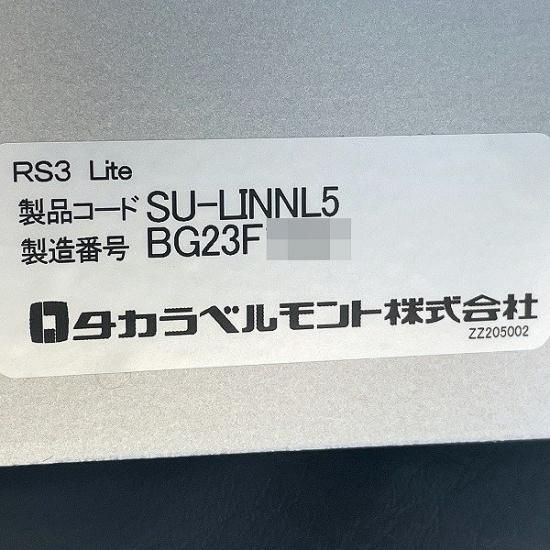 RS3 Lite
製品コード SU-LINNL5
製造番号 BG23F
タカラベルモント株式会社
ZZ205002